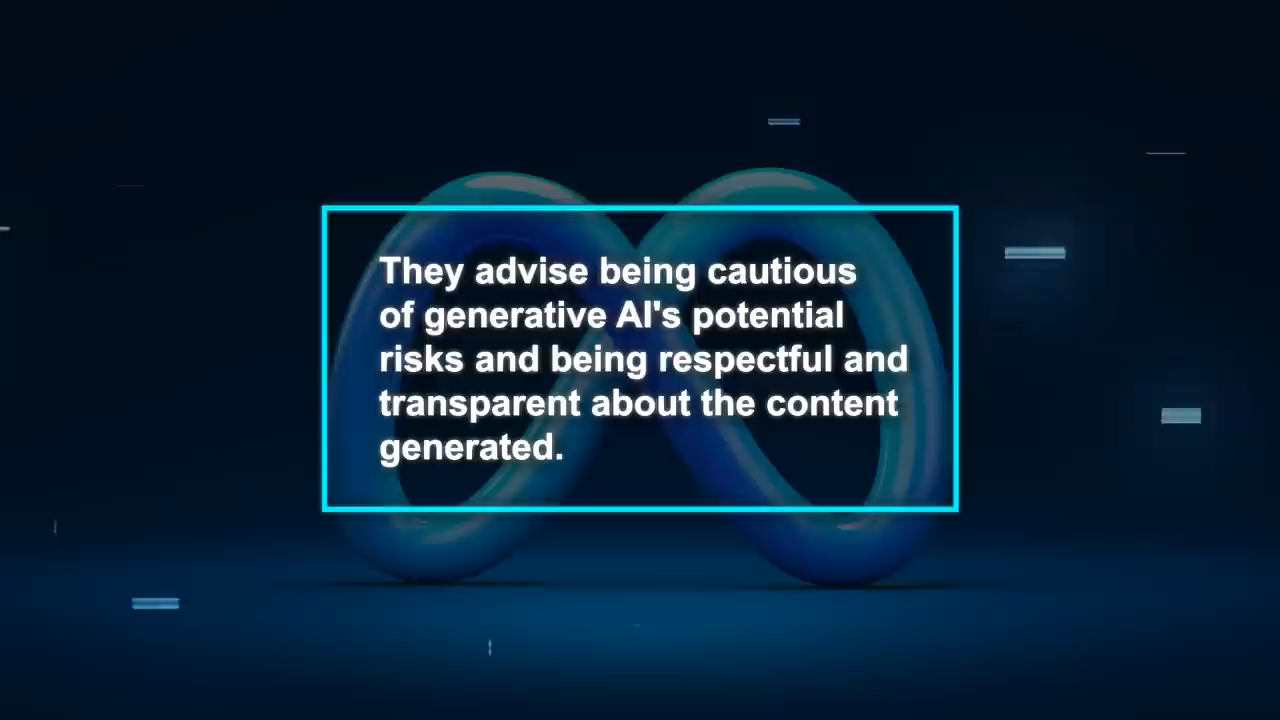 They advise being cautious
of generative AI's potential
risks and being respectful and
transparent about the content
generated.